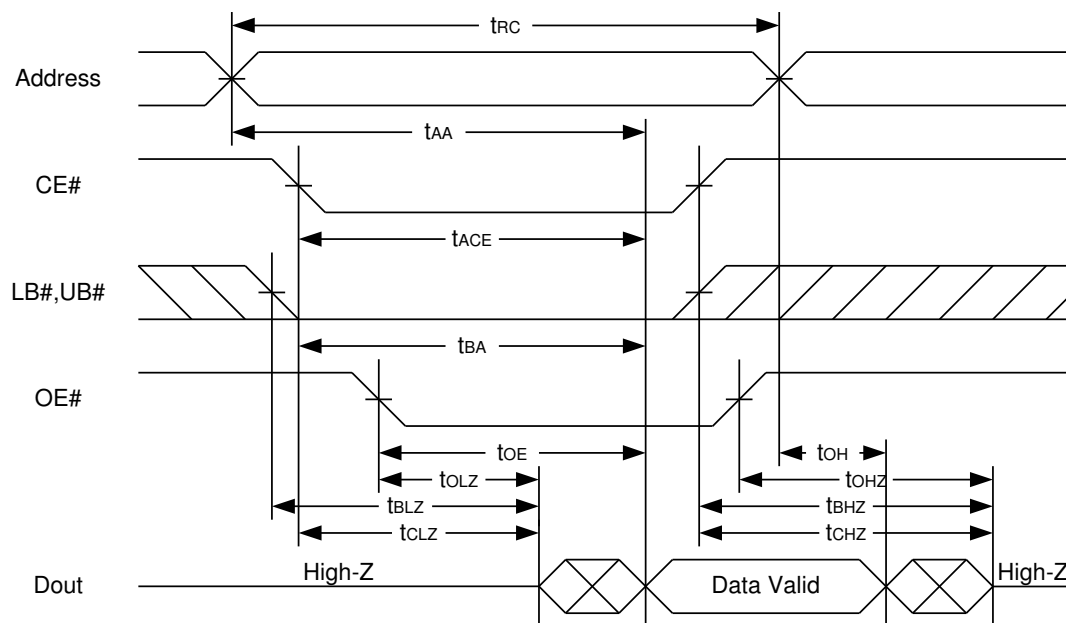 tRC
Address
tAA
CE#
tACE
LB#,UB#
tBA
OE#
tOE
tOH
tOLZ
tOHZ
tBLZ
tBHZ
tCLZ
tCHZ
Dout
High-Z
Data Valid
High-Z